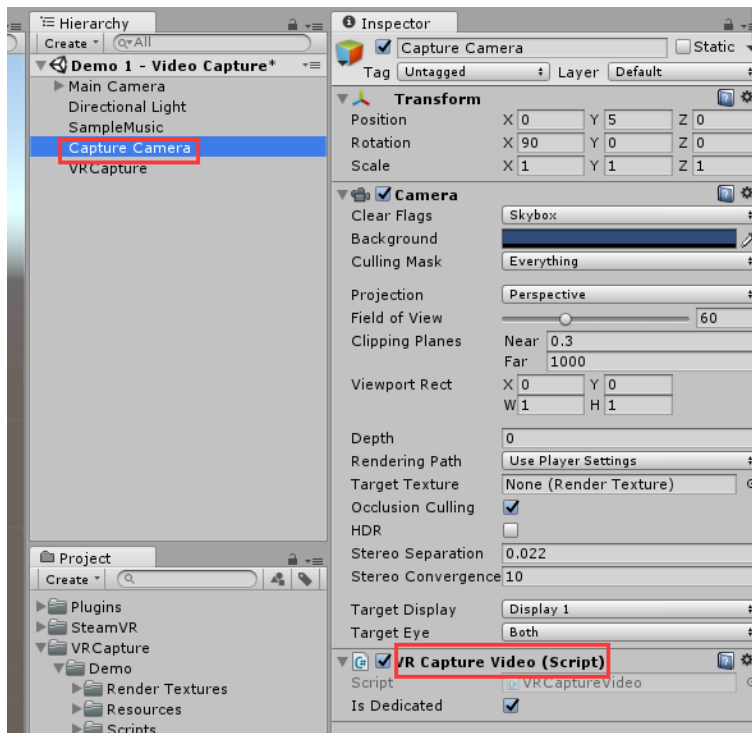 Hierarchy
Create
All
Demo 1 - Video Capture*
Main Camera
Directional Light
SampleMusic
Capture Camera
VRCapture
Project
Create
Plugins
SteamVR
VRCapture
Demo
Render Textures
Resources
Scripts
Inspector
Capture Camera Static
Tag Untagged Layer Default
Transform
Position X 0 Y 5 Z 0
Rotation X 90 Y 0 Z 0
Scale X 1 Y 1 Z 1
Camera
Clear Flags Skybox
Background
Culling Mask Everything
Projection Perspective
Field of View 60
Clipping Planes Near 0.3
Far 1000
Viewport Rect X 0 Y 0
W 1 H 1
Depth 0
Rendering Path Use Player Settings
Target Texture None (Render Texture)
Occlusion Culling
HDR
Stereo Separation 0.022
Stereo Convergence 10
Target Display Display 1
Target Eye Both
VR Capture Video (Script)
Script VRCaptureVideo
Is Dedicated